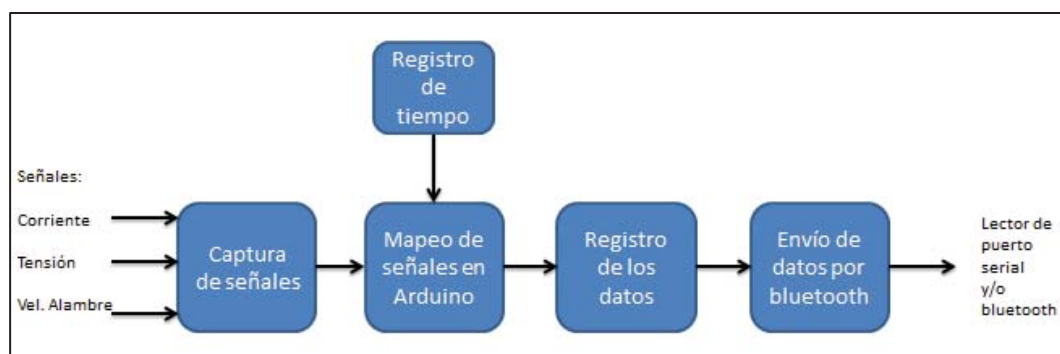 Registro
de
tiempo
Señales:
Corriente
Tensión
Vel. Alambre
Captura
de señales
Mapeo de
señales en
Arduino
Registro
de los
datos
Envío de
datos por
bluetooth
Lector de
puerto
serial
y/o
bluetooth